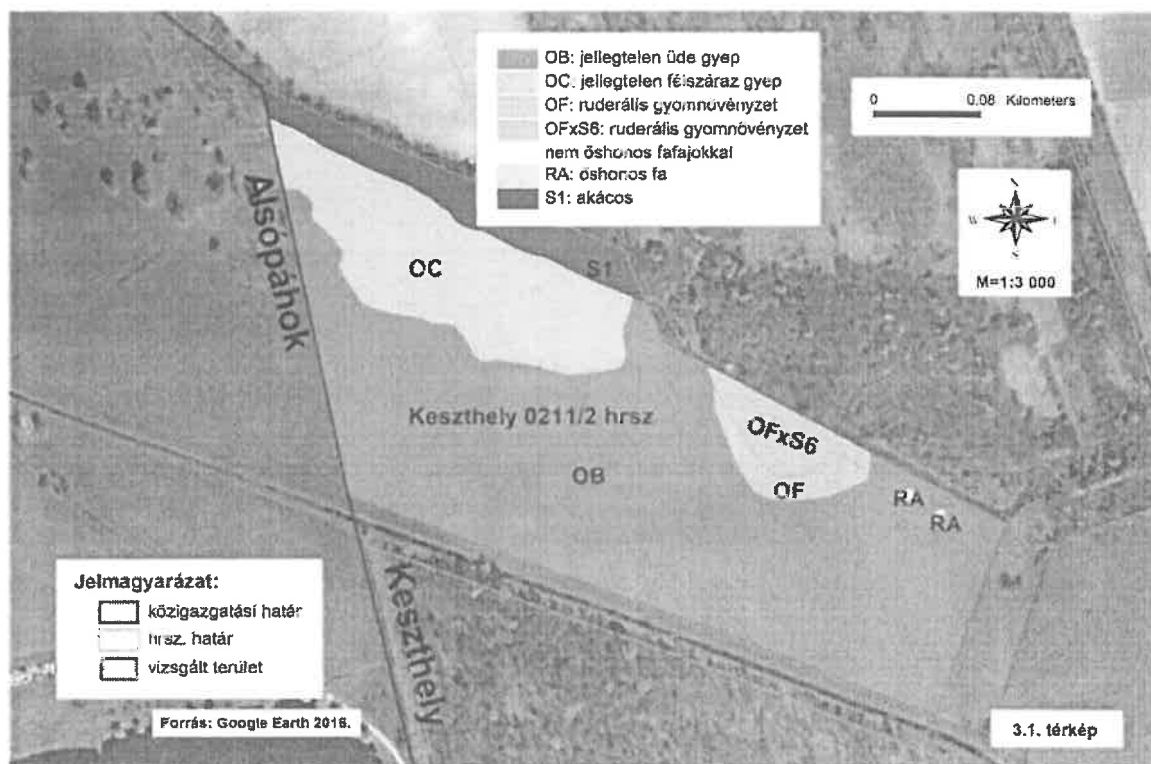 OB: jellegtelen üde gyep
OC: jellegtelen félszáraz gyep
OF: ruderális gyomnövényzet
OFxS6: ruderális gyomnövényzet
nem őshonos fafajokkal
RA: őshonos fa
S1: akácos
0 0.08 Kilometers
N
W
S
M=1:3 000
Alsópáhok
OC
S1
Keszthely 0211/2 hrsz
OFxS6
OB
OF
RA
RA
Keszthely
Jelmagyarázat:
közigazgatási határ
hrsz. határ
vizsgált terület
Forrás: Google Earth 2016.
3.1. térkép